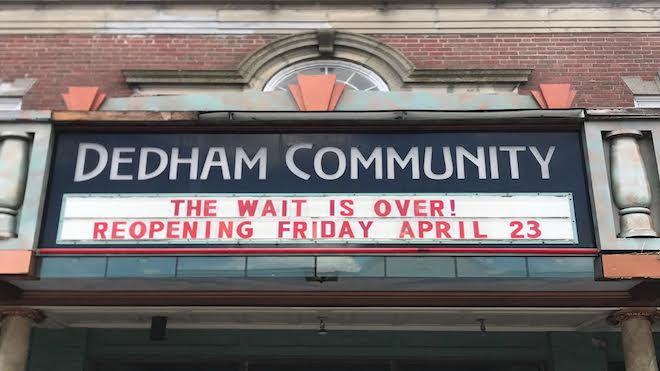 DEDHAM COMMUNITY
THE WAIT IS OVER!
REOPENING FRIDAY APRIL 23